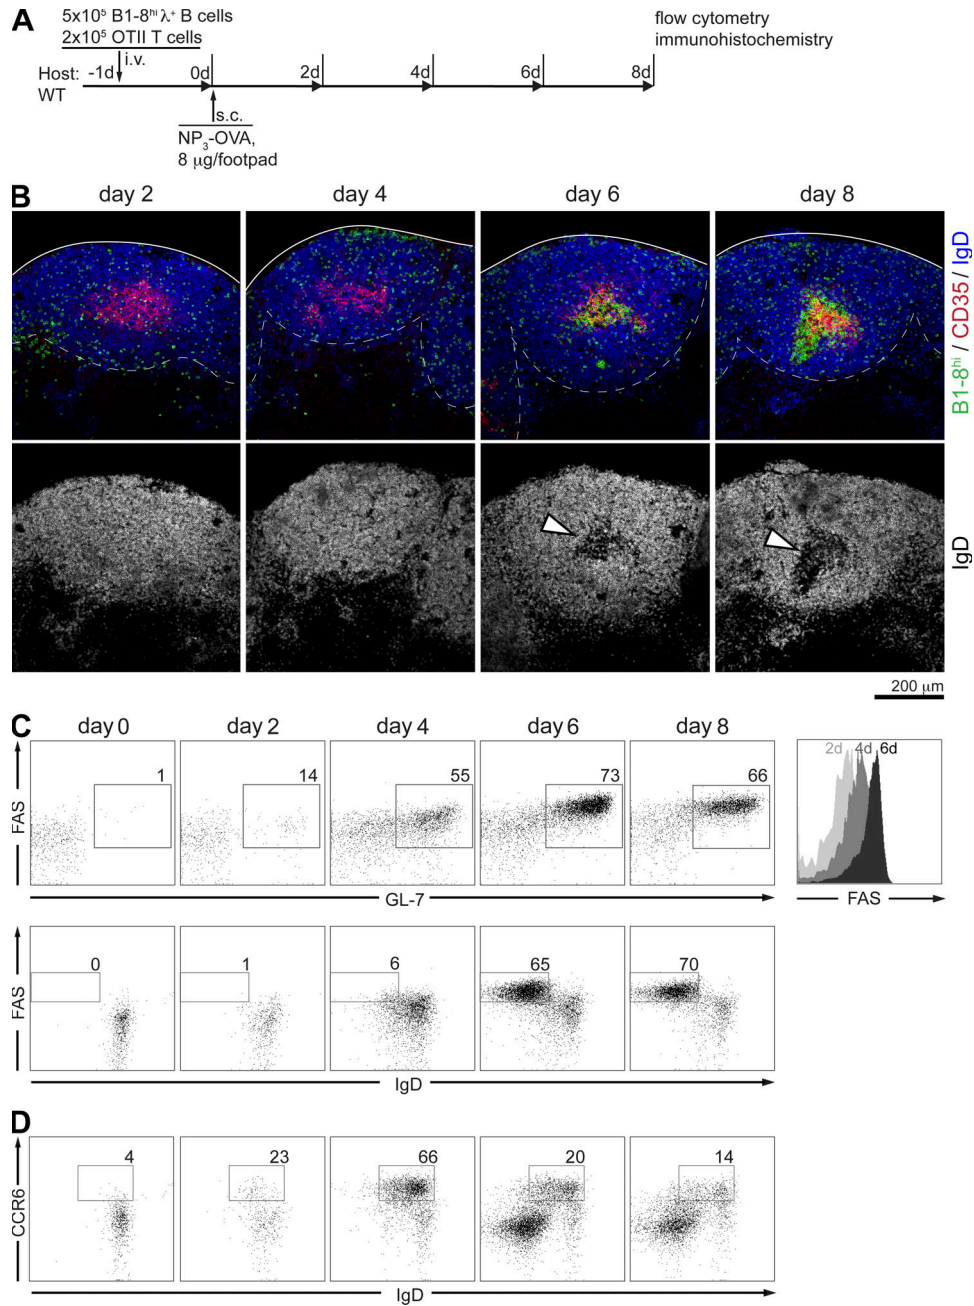 A
5x10⁵ B1-8ʰⁱ λ⁺ B cells
2x10⁵ OTII T cells
i.v.
flow cytometry
immunohistochemistry
Host:
WT
-1d
0d
2d
4d
6d
8d
s.c.
NP₃-OVA,
8 μg/footpad
B
day 2
day 4
day 6
day 8
B1-8ʰⁱ / CD35 / IgD
IgD
200 μm
C
day 0
day 2
day 4
day 6
day 8
FAS
1
14
55
73
66
GL-7
2d
4d
6d
FAS
FAS
0
1
6
65
70
IgD
D
CCR6
4
23
66
20
14
IgD